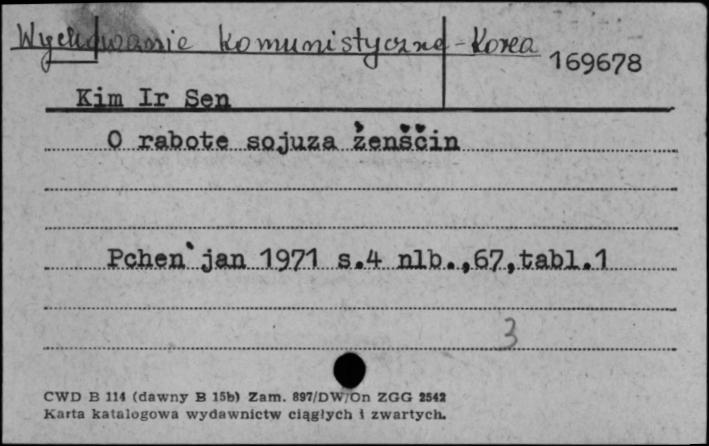 Wychowanie komunistyczne - Korea
169678
Kim Ir Sen
O rabote sojuza ženščin
Pchen`jan 1971 s.4 nlb.,67,tabl.1
3
CWD B 114 (dawny B 15b) Zam. 897/DW/On ZGG 2542
Karta katalogowa wydawnictw ciągłych i zwartych.